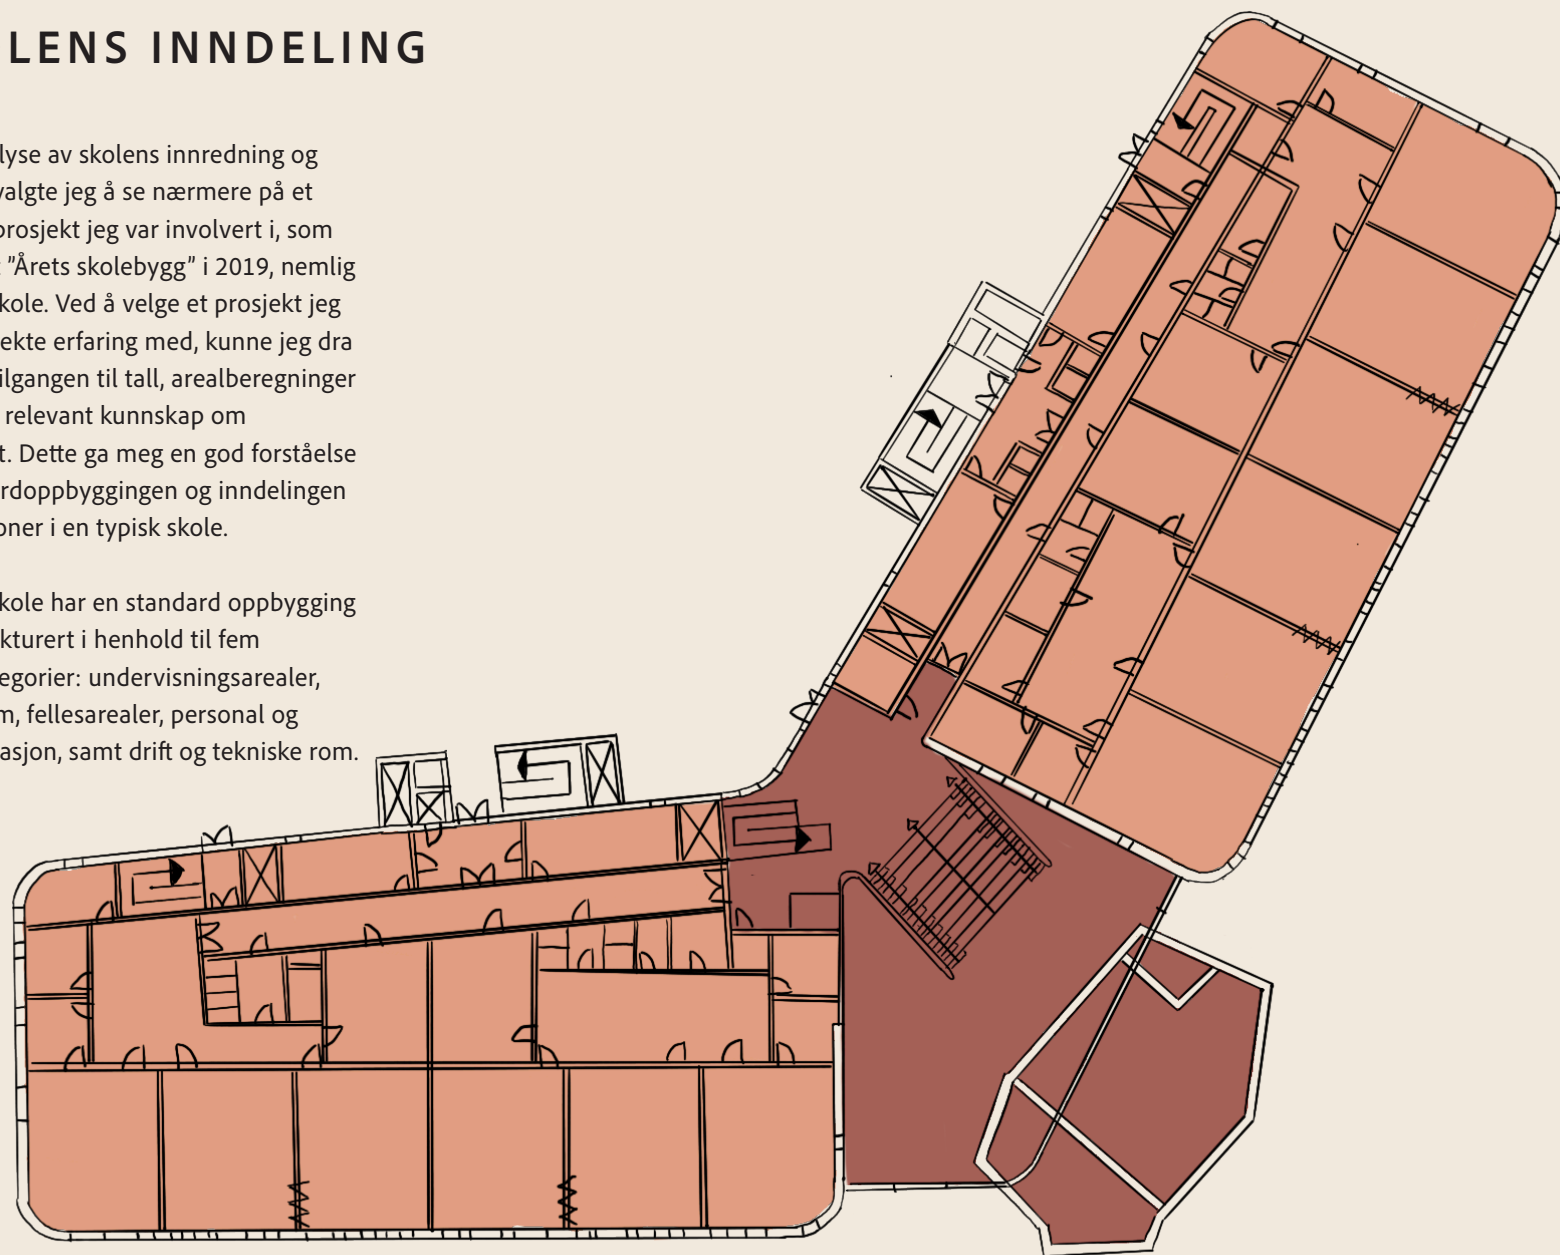 LENS INNDELING
lyse av skolens innredning og
valgte jeg å se nærmere på et
prosjekt jeg var involvert i, som
t ”Årets skolebygg” i 2019, nemlig
kole. Ved å velge et prosjekt jeg
ekte erfaring med, kunne jeg dra
ilgangen til tall, arealberegninger
relevant kunnskap om
t. Dette ga meg en god forståelse
rdoppbyggingen og inndelingen
oner i en typisk skole.
kole har en standard oppbygging
kturert i henhold til fem
egorier: undervisningsarealer,
m, fellesarealer, personal og
asjon, samt drift og tekniske rom.